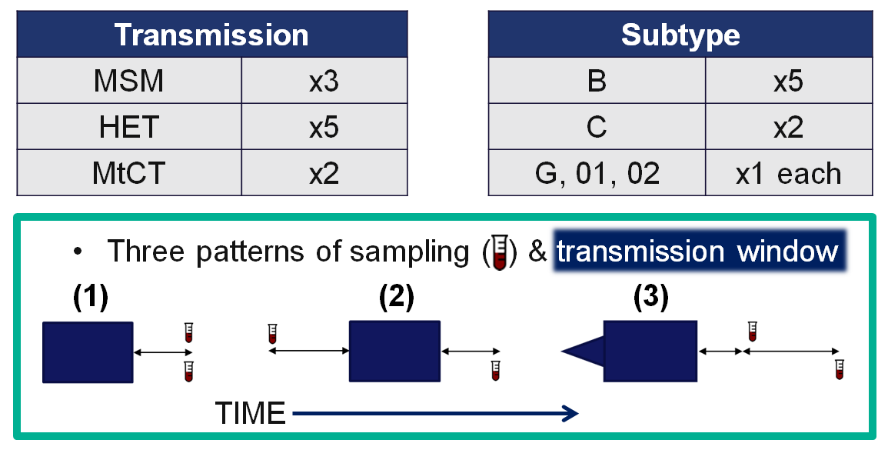 Transmission
MSM x3
HET x5
MtCT x2
Subtype
B x5
C x2
G, 01, 02 x1 each
• Three patterns of sampling ( ) & transmission window
(1) (2) (3)
TIME